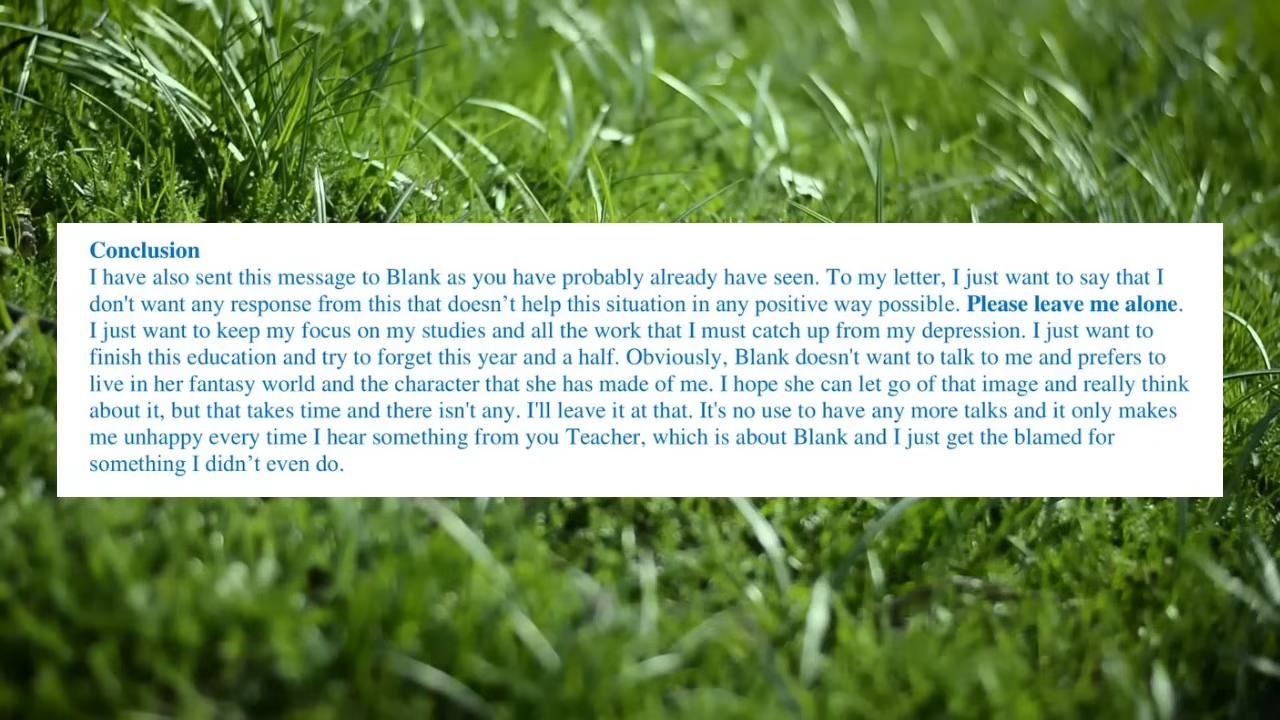 Conclusion
I have also sent this message to Blank as you have probably already have seen. To my letter, I just want to say that I
don't want any response from this that doesn’t help this situation in any positive way possible. Please leave me alone.
I just want to keep my focus on my studies and all the work that I must catch up from my depression. I just want to
finish this education and try to forget this year and a half. Obviously, Blank doesn't want to talk to me and prefers to
live in her fantasy world and the character that she has made of me. I hope she can let go of that image and really think
about it, but that takes time and there isn't any. I'll leave it at that. It's no use to have any more talks and it only makes
me unhappy every time I hear something from you Teacher, which is about Blank and I just get the blamed for
something I didn’t even do.